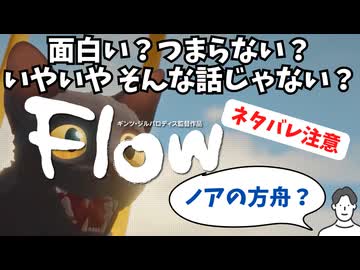 面白い?つまらない?
いやいや そんな話じゃない?
ギンツ・ジルバロディス監督作品
Flow
ネタバレ注意
ノアの方舟?